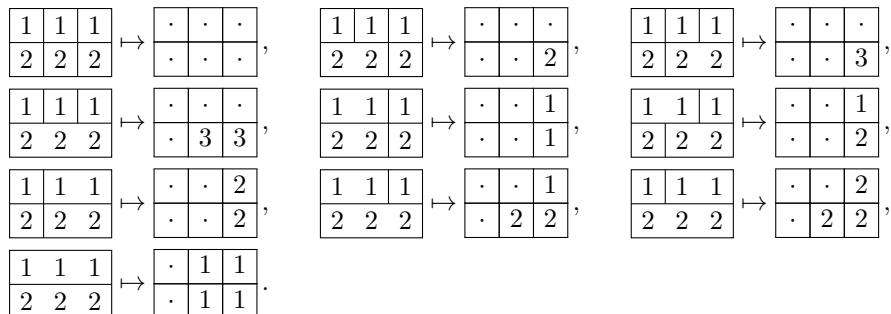 1 1 1 ↦ · · · , 1 1 1 ↦ · · · , 1 1 1 ↦ · · · ,
2 2 2 · · · 2 2 2 · · 2 2 2 2 · · 3
1 1 1 ↦ · · · , 1 1 1 ↦ · · 1 , 1 1 1 ↦ · · 1 ,
2 2 2 · 3 3 2 2 2 · · 1 2 2 2 · · 2
1 1 1 ↦ · · 2 , 1 1 1 ↦ · · 1 , 1 1 1 ↦ · · 2 ,
2 2 2 · · 2 2 2 2 · 2 2 2 2 2 · 2 2
1 1 1 ↦ · 1 1 .
2 2 2 · 1 1